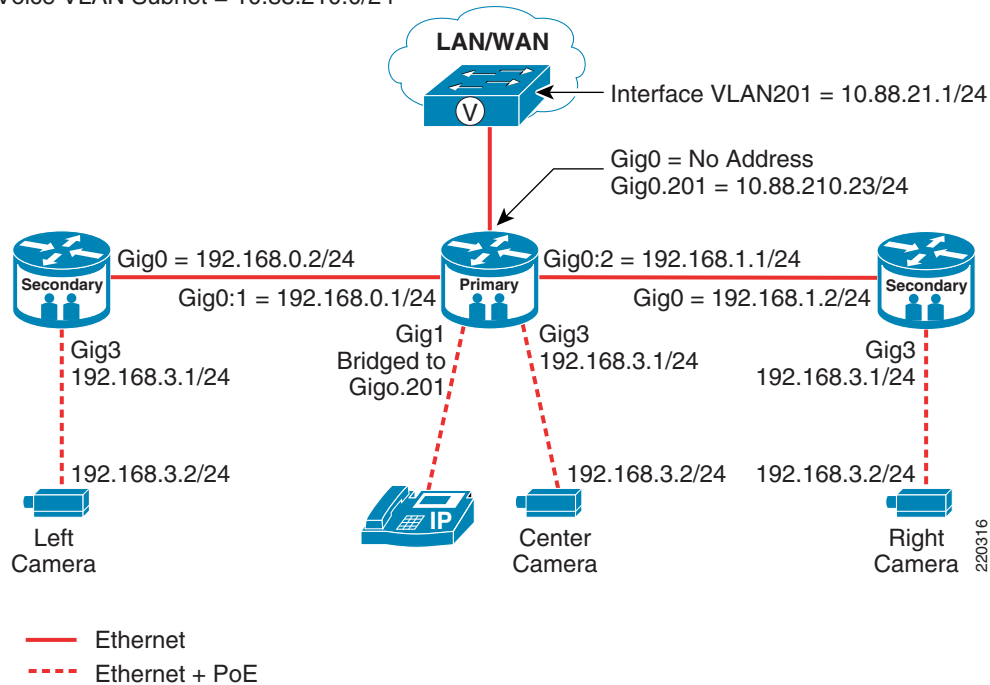 LAN/WAN
V
Interface VLAN201 = 10.88.21.1/24
Gig0 = No Address
Gig0.201 = 10.88.210.23/24
Secondary
Gig0 = 192.168.0.2/24
Gig0:1 = 192.168.0.1/24
Primary
Gig0:2 = 192.168.1.1/24
Gig0 = 192.168.1.2/24
Secondary
Gig3
192.168.3.1/24
Gig1
Bridged to
Gigo.201
Gig3
192.168.3.1/24
Gig3
192.168.3.1/24
192.168.3.2/24
192.168.3.2/24
192.168.3.2/24
IP
Left
Camera
Center
Camera
Right
Camera
220316
Ethernet
Ethernet + PoE